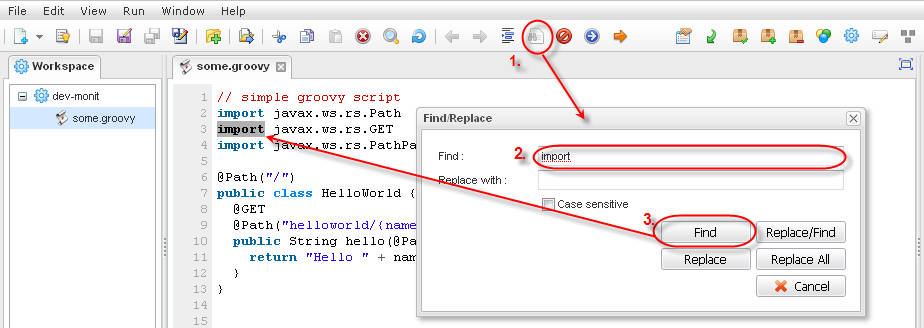 File Edit View Run Window Help
1.
Workspace
some.groovy
dev-monit
some.groovy
1 // simple groovy script
2 import javax.ws.rs.Path
3 import javax.ws.rs.GET
4 import javax.ws.rs.PathPa
5
6 @Path("/")
7 public class HelloWorld {
8 @GET
9 @Path("helloworld/{name
10 public String hello(@Pa
11 return "Hello " + nam
12 }
13 }
14
15
Find/Replace
Find :
2.
import
Replace with :
Case sensitive
3.
Find
Replace/Find
Replace
Replace All
Cancel